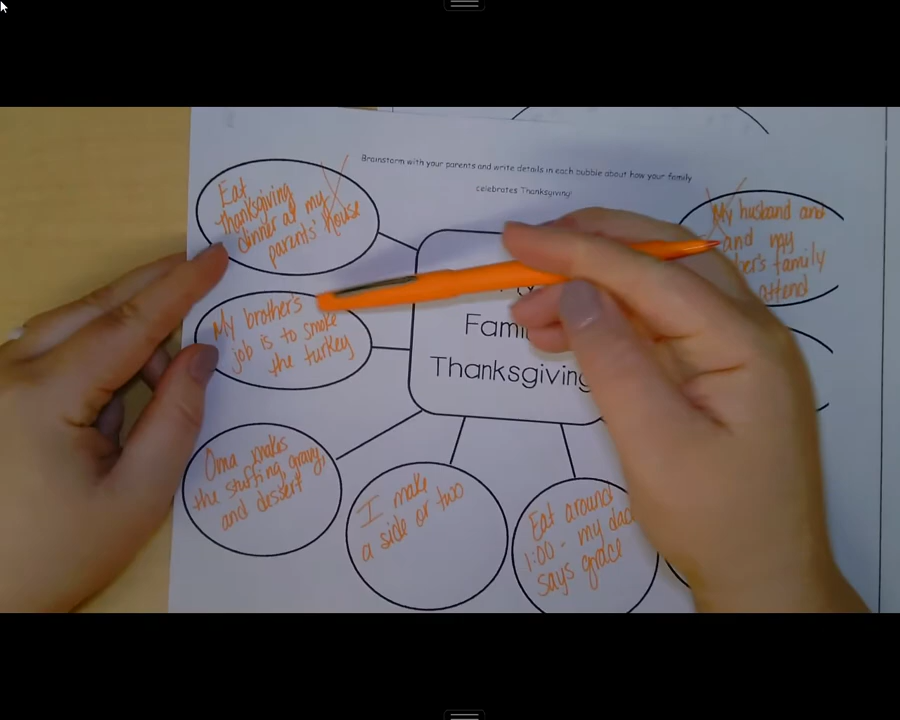 Brainstorm with your parents and write details in each bubble about how your family
celebrates Thanksgiving!
Eat
Thanksgiving
dinner at my
parents' house
My husband and
and my
family
attend
My brother's
job is to smoke
the turkey
Thanksgiving
Oma makes
the stuffing, gravy,
and dessert
I make
a side or two
Eat around
1:00 - my dad
says grace